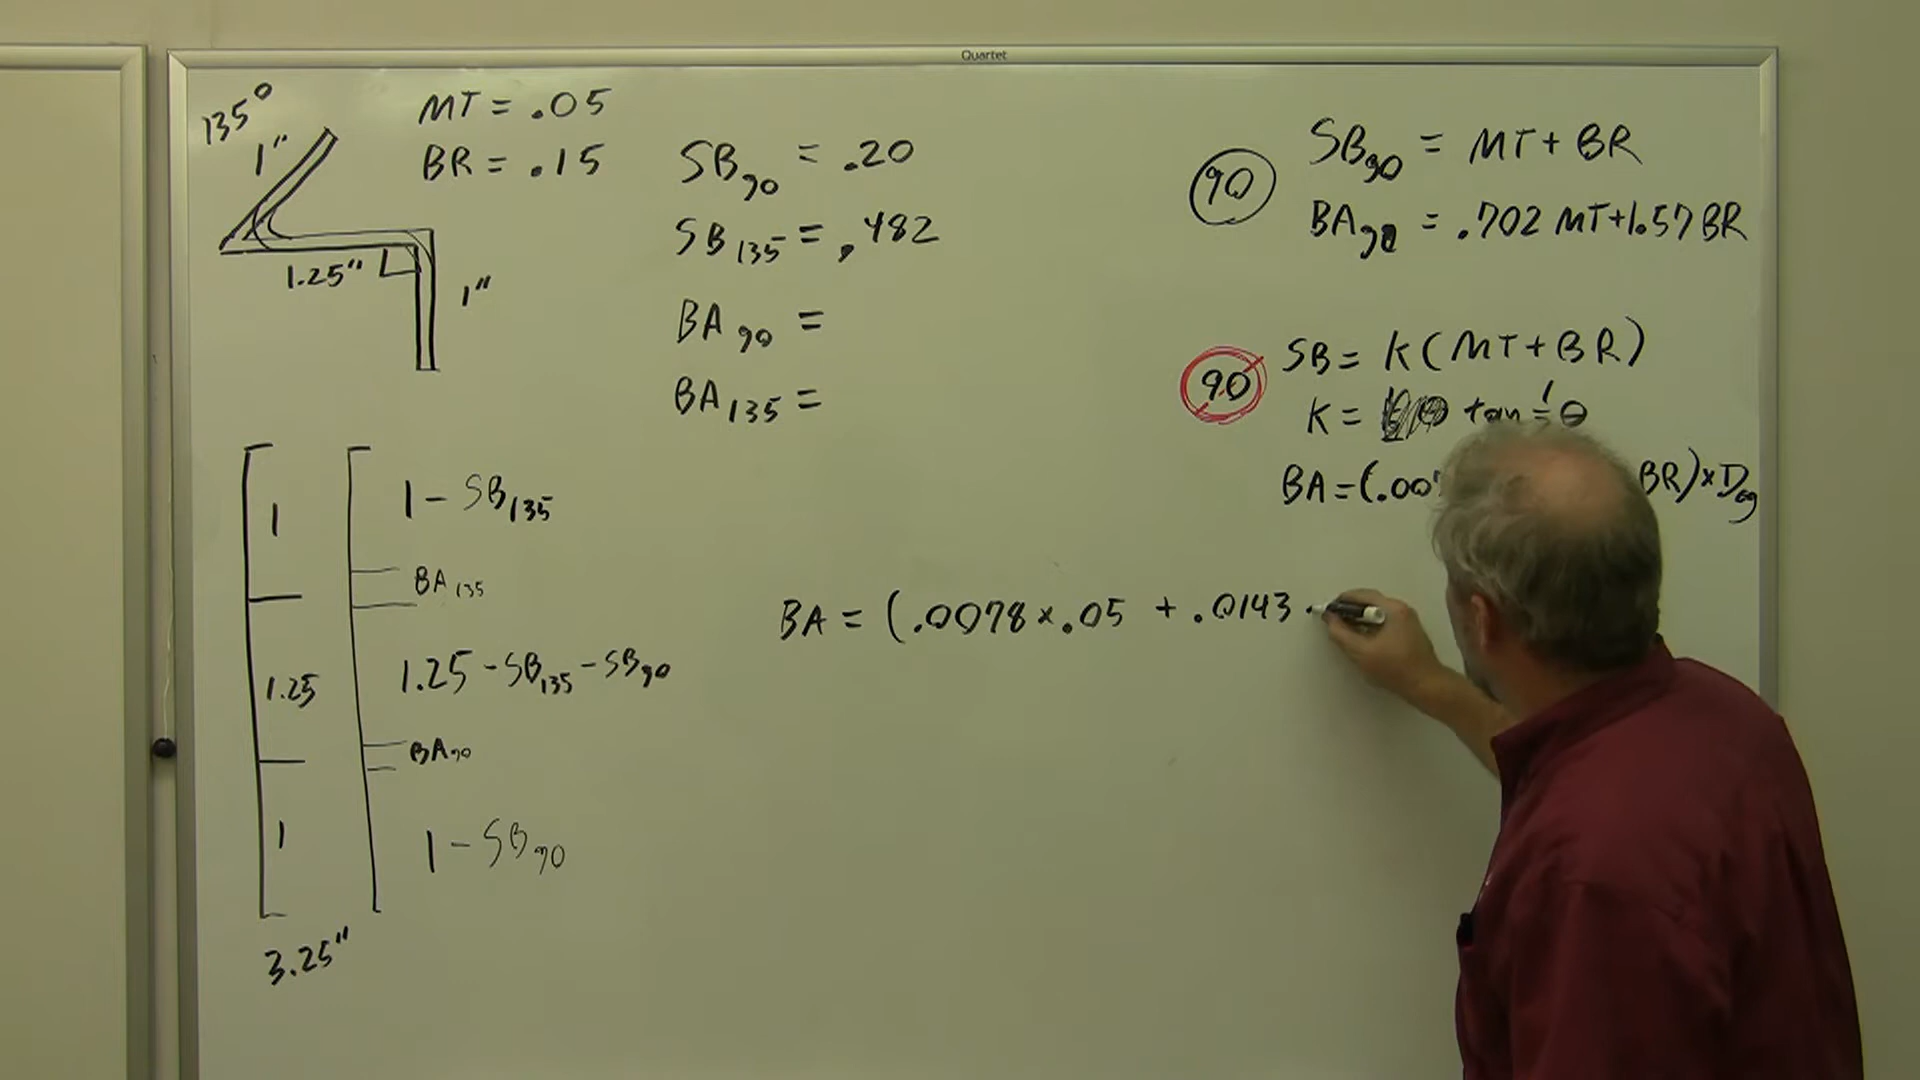 Quartet
135°
1"
1.25"
1"
MT = .05
BR = .15
SB90 = .20
SB135 = .482
BA90 =
BA135 =
90
SB90 = MT + BR
BA90 = .702 MT + 1.57 BR
90
SB = K (MT + BR)
K = tan ½ θ
BA = (.00 BR) × Deg
1
1.25
1
3.25"
1 - SB135
BA135
1.25 - SB135 - SB90
BA90
1 - SB90
BA = (.0078 × .05 + .0143